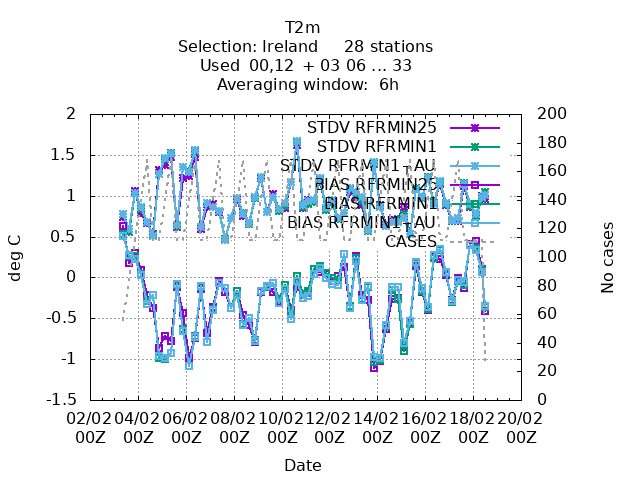 T2m
Selection: Ireland 28 stations
Used 00,12 + 03 06 ... 33
Averaging window: 6h
2
1.5
1
0.5
0
-0.5
-1
-1.5
deg C
200
180
160
140
120
100
80
60
40
20
0
No cases
STDV RFRMIN25
STDV RFRMIN1
STDV RFRMIN1+AU
BIAS RFRMIN25
BIAS RFRMIN1
BIAS RFRMIN1+AU
CASES
02/02 04/02 06/02 08/02 10/02 12/02 14/02 16/02 18/02 20/02
00Z 00Z 00Z 00Z 00Z 00Z 00Z 00Z 00Z 00Z
Date